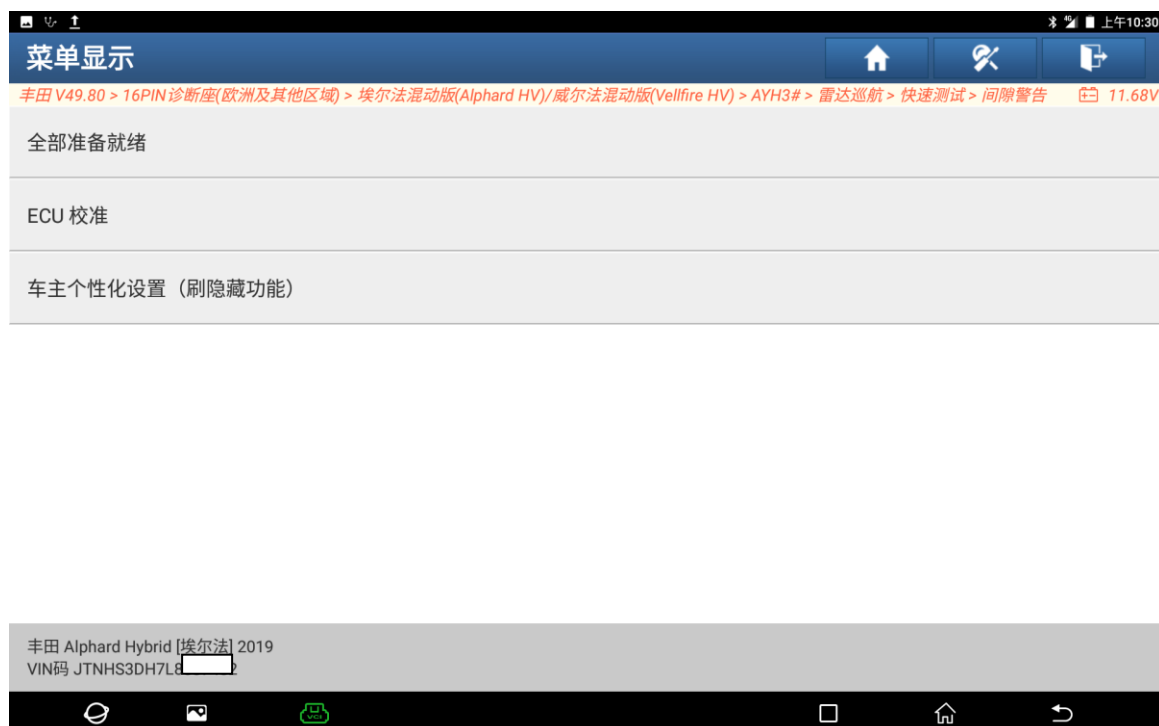 4G 上午10:30
菜单显示
丰田 V49.80 > 16PIN诊断座(欧洲及其他区域) > 埃尔法混动版(Alphard HV)/威尔法混动版(Vellfire HV) > AYH3# > 雷达巡航 > 快速测试 > 间隙警告 11.68V
全部准备就绪
ECU 校准
车主个性化设置（刷隐藏功能）
丰田 Alphard Hybrid [埃尔法] 2019
VIN码 JTNHS3DH7L
VCI